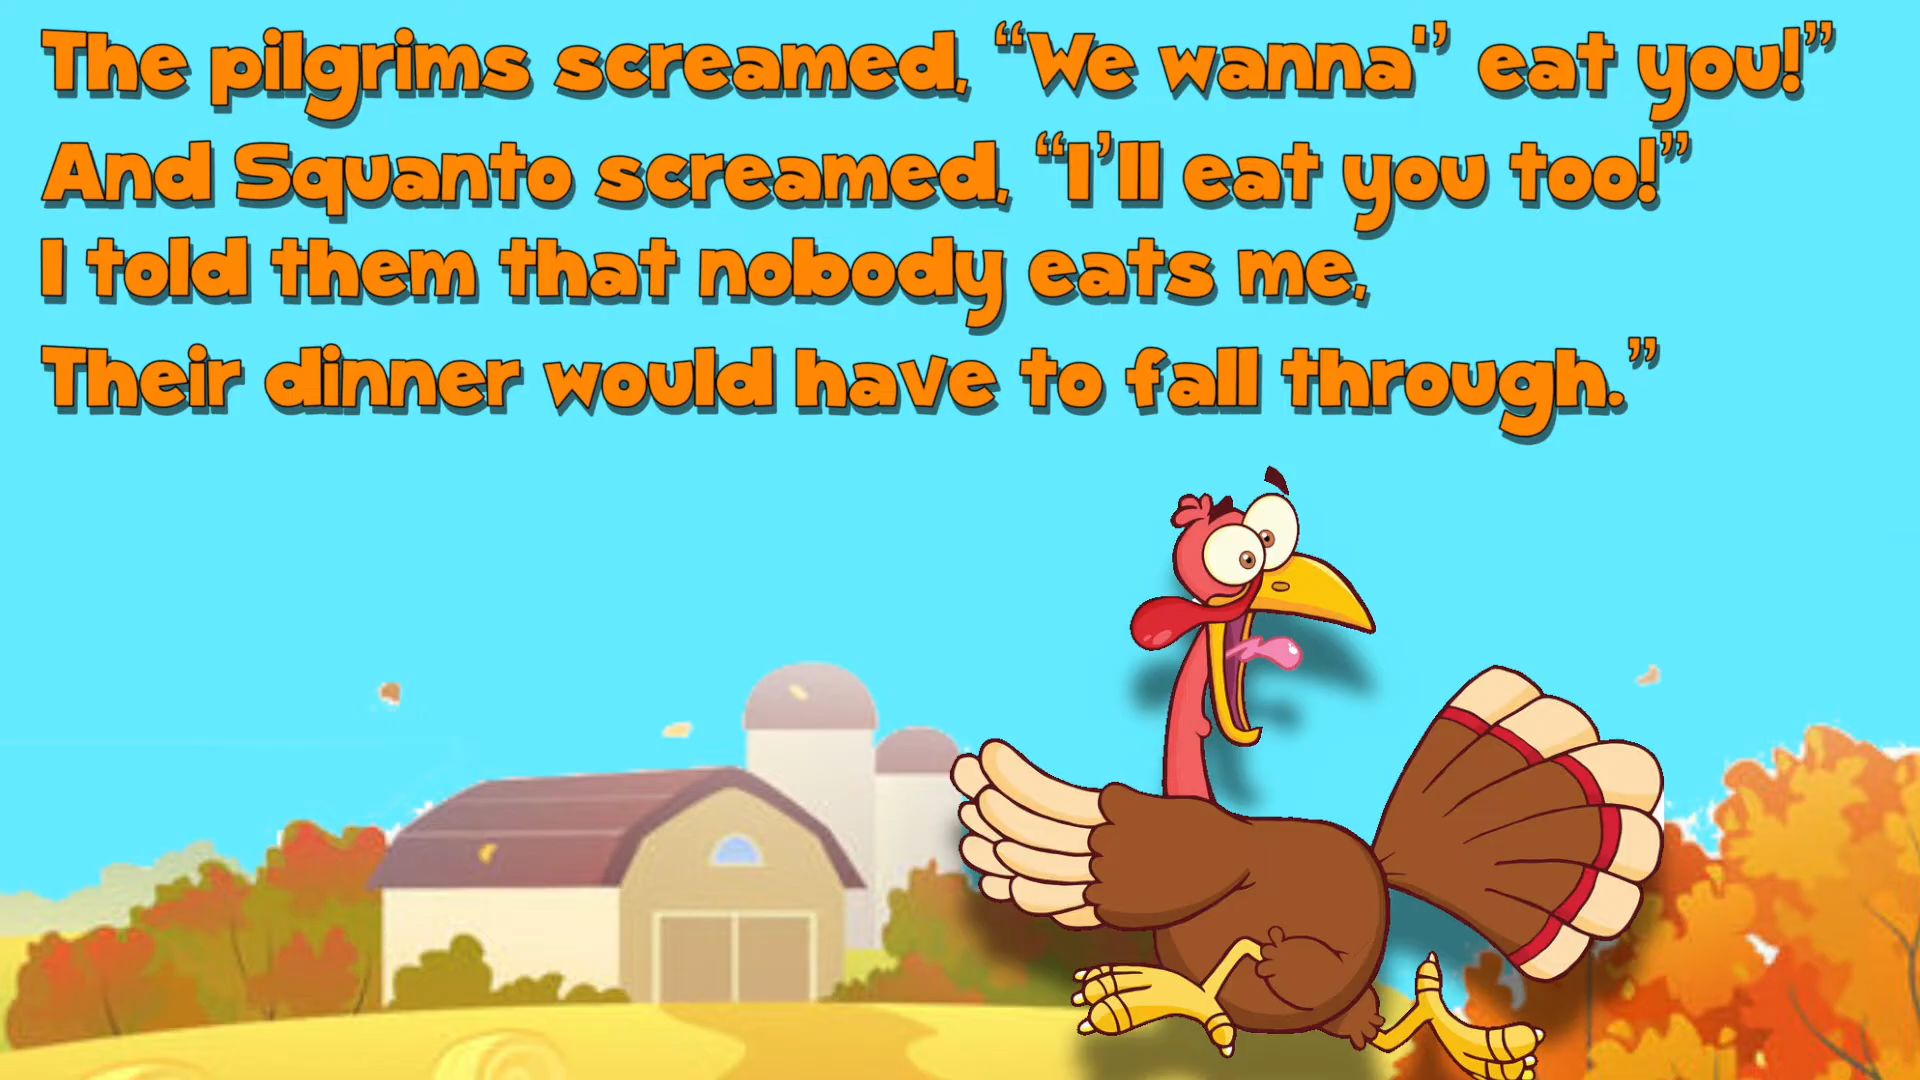 The pilgrims screamed, “We wanna'’ eat you!”
And Squanto screamed, “I’ll eat you too!”
I told them that nobody eats me,
Their dinner would have to fall through.”